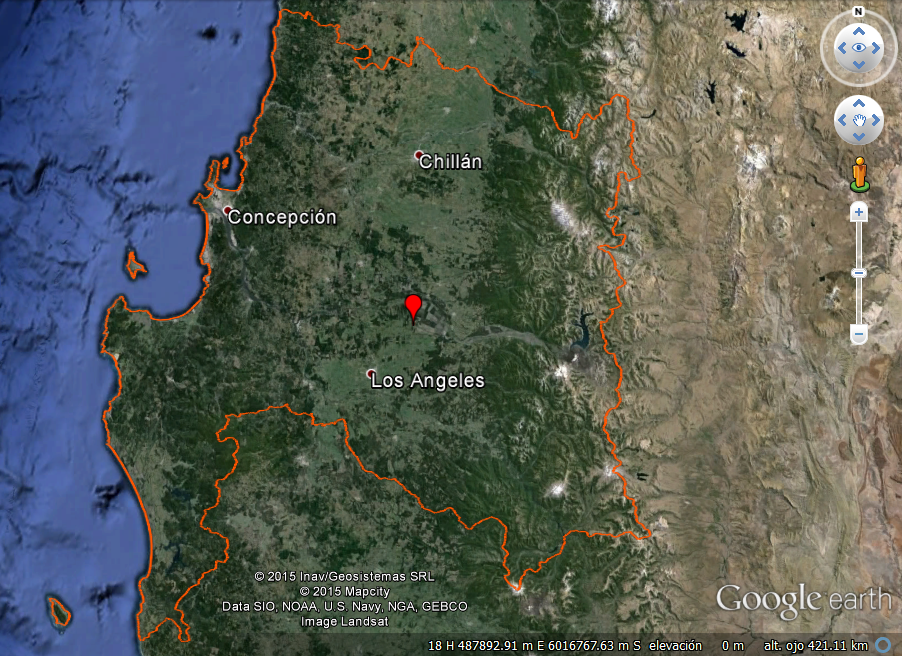 N
Chillán
Concepción
Los Angeles
© 2015 Inav/Geosistemas SRL
© 2015 Mapcity
Data SIO, NOAA, U.S. Navy, NGA, GEBCO
Image Landsat
Google earth
18 H 487892.91 m E 6016767.63 m S elevación 0 m alt. ojo 421.11 km